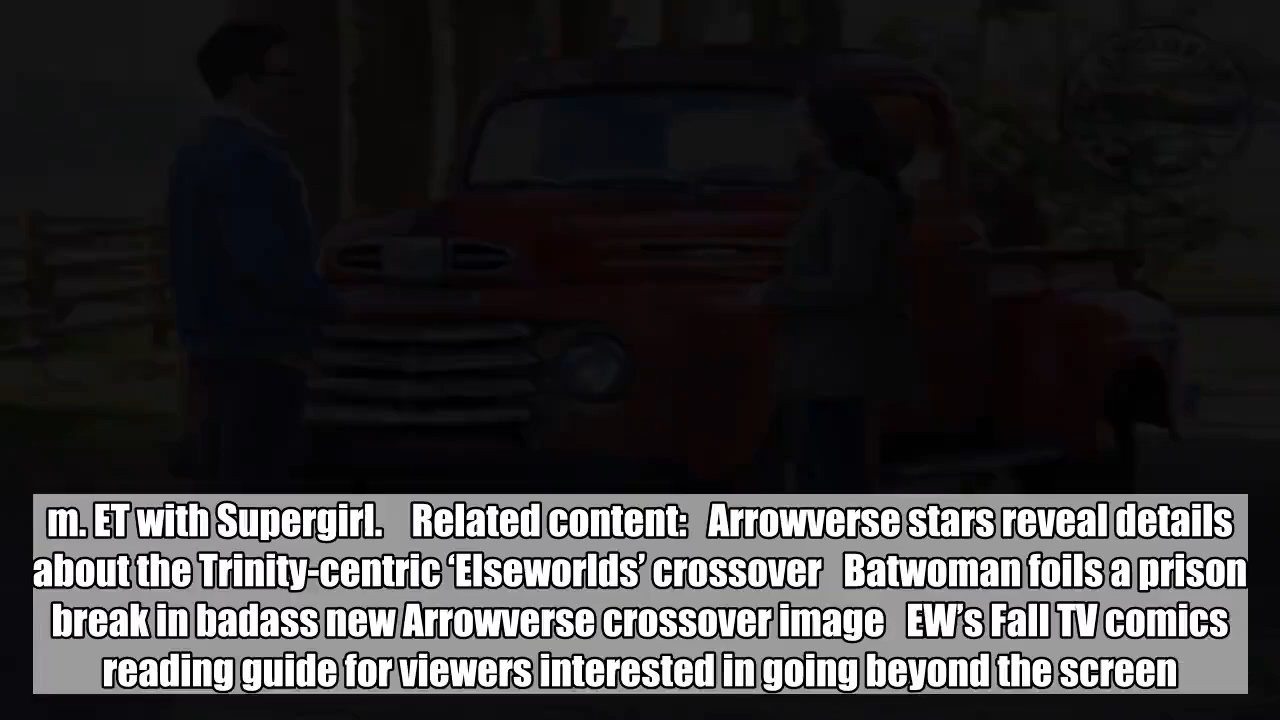 m. ET with Supergirl. Related content: Arrowverse stars reveal details
about the Trinity-centric ‘Elseworlds’ crossover Batwoman foils a prison
break in badass new Arrowverse crossover image EW’s Fall TV comics
reading guide for viewers interested in going beyond the screen